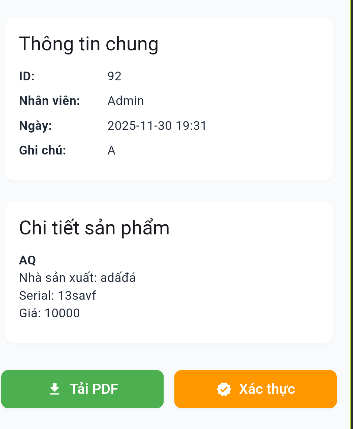 Thông tin chung
ID: 92
Nhân viên: Admin
Ngày: 2025-11-30 19:31
Ghi chú: A
Chi tiết sản phẩm
AQ
Nhà sản xuất: adấđá
Serial: 13savf
Giá: 10000
Tải PDF
Xác thực